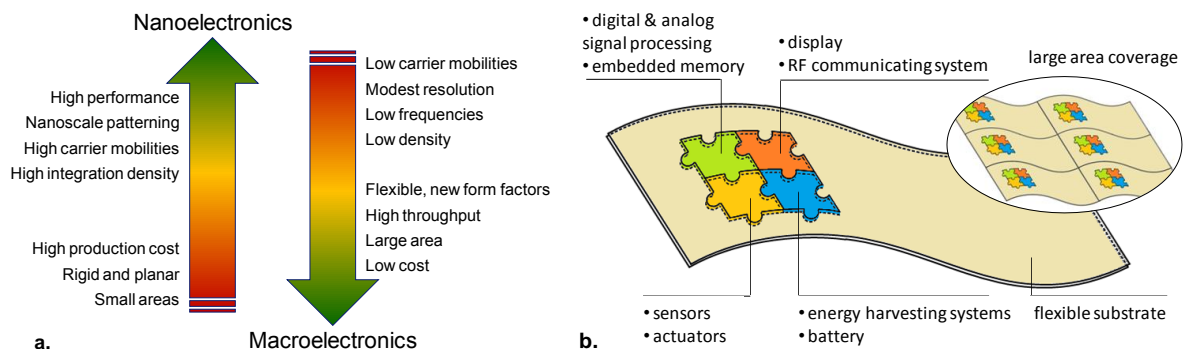 Nanoelectronics
High performance
Nanoscale patterning
High carrier mobilities
High integration density
High production cost
Rigid and planar
Small areas
Low carrier mobilities
Modest resolution
Low frequencies
Low density
Flexible, new form factors
High throughput
Large area
Low cost
Macroelectronics
a.
• digital & analog
signal processing
• embedded memory
• display
• RF communicating system
large area coverage
• sensors
• actuators
• energy harvesting systems
• battery
flexible substrate
b.